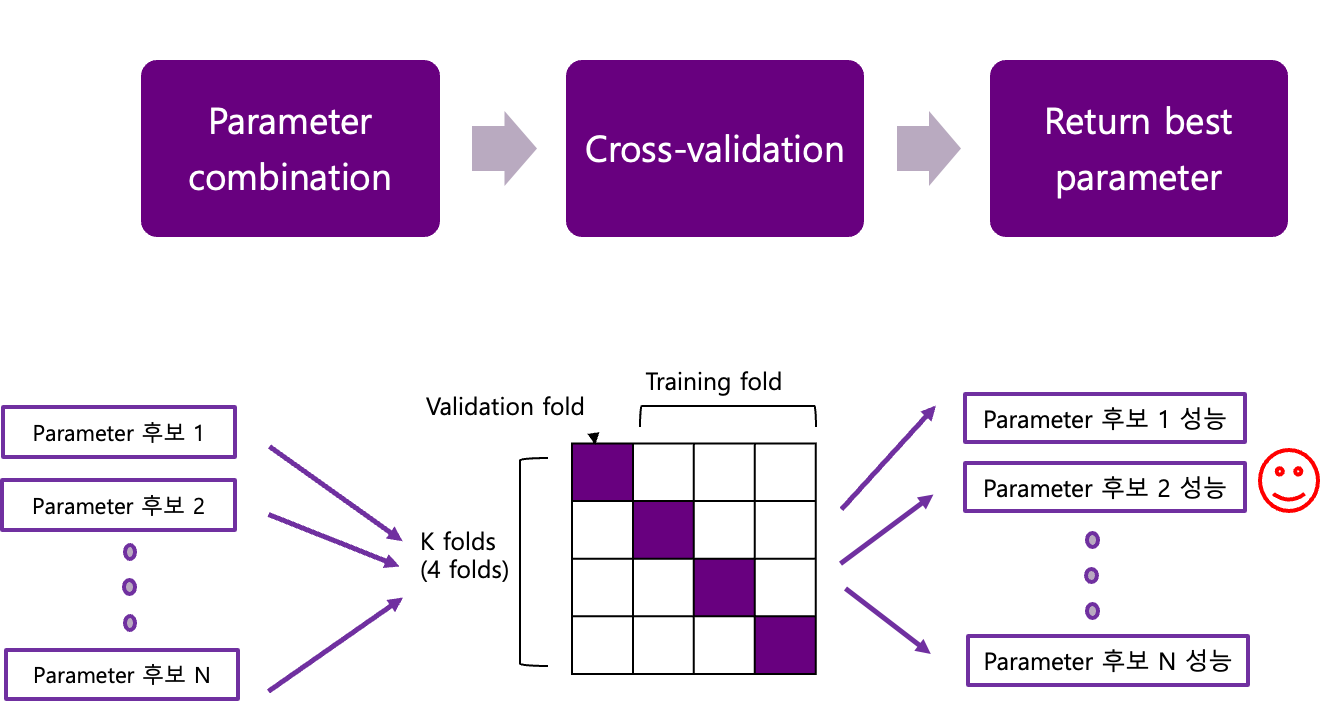 Parameter
combination
Cross-validation
Return best
parameter
Training fold
Validation fold
Parameter 후보 1
Parameter 후보 2
Parameter 후보 N
K folds
(4 folds)
Parameter 후보 1 성능
Parameter 후보 2 성능
Parameter 후보 N 성능